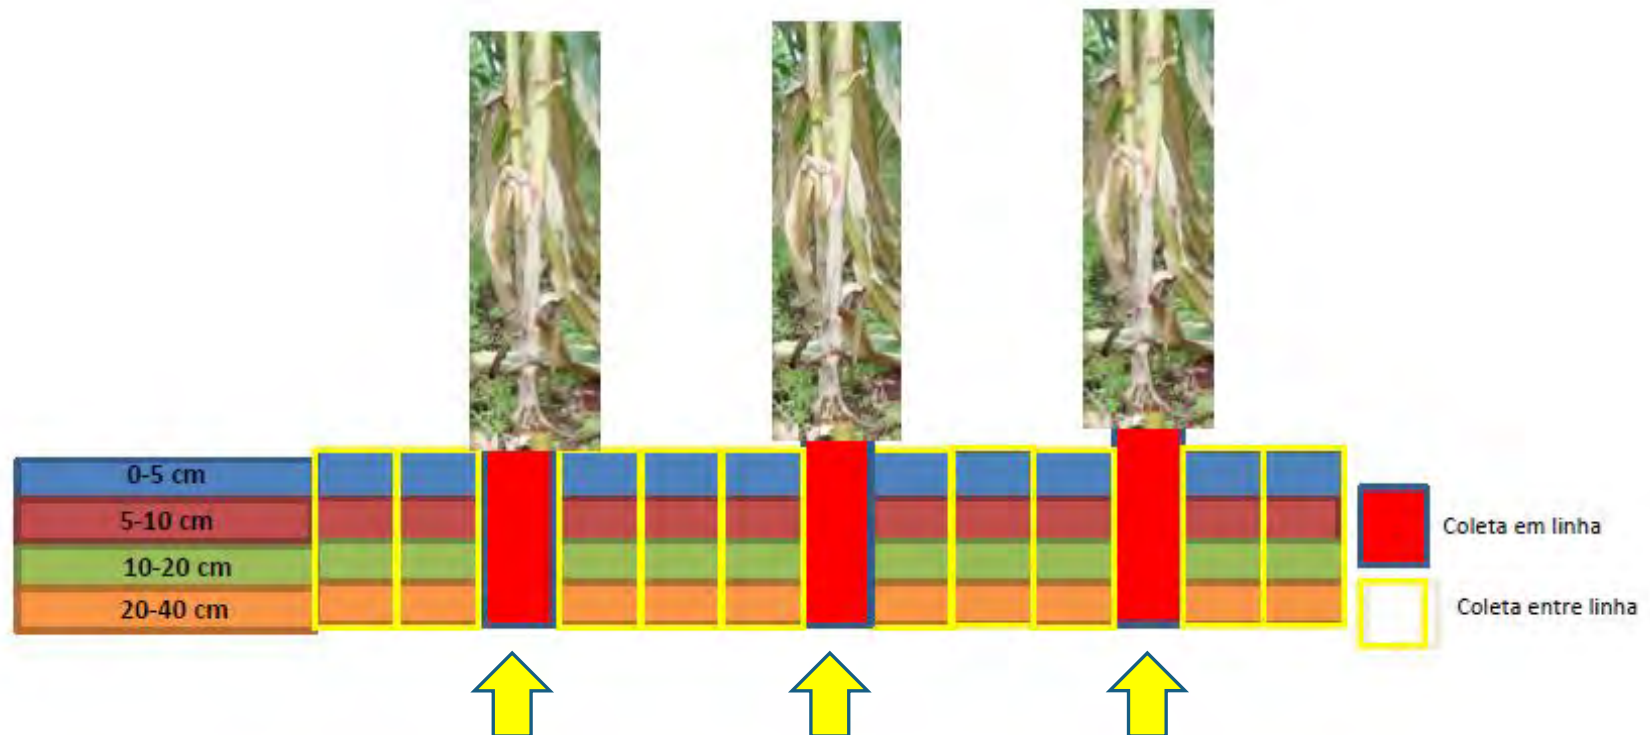 0-5 cm
5-10 cm
10-20 cm
20-40 cm
Coleta em linha
Coleta entre linha